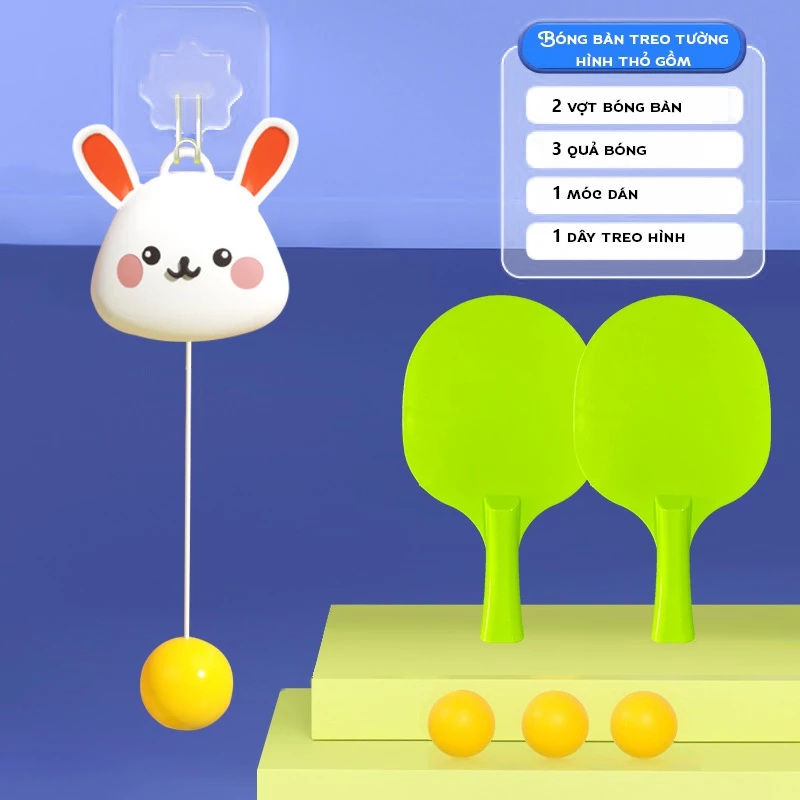 Bóng bàn treo tường
hình thỏ gồm
2 vợt bóng bàn
3 quả bóng
1 móc dán
1 dây treo hình